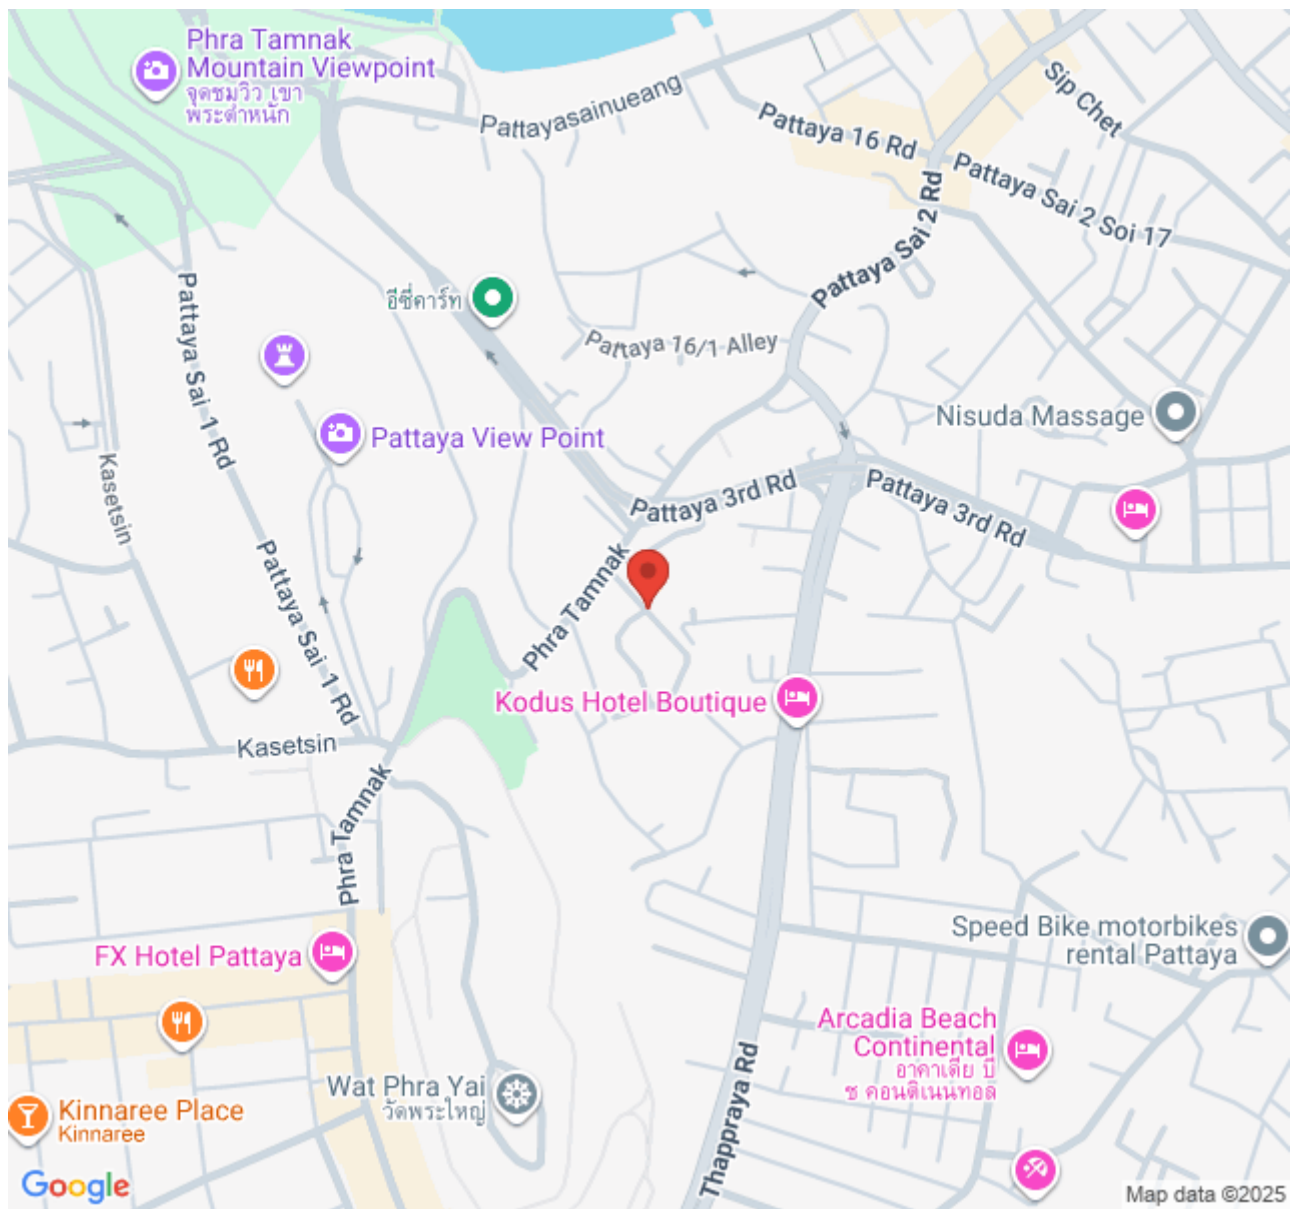 Phra Tamnak
Mountain Viewpoint
จุดชมวิว เขา
พระตำหนัก
Pattayasainueang
Pattaya 16 Rd
Sip Chet
Pattaya Sai 2 Soi 17
Pattaya Sai 2 Rd
อีซี่คาร์ท
Pattaya 16/1 Alley
Pattaya Sai 1 Rd
Pattaya View Point
Nisuda Massage
Kasetsin
Pattaya 3rd Rd
Pattaya 3rd Rd
Phra Tamnak
Pattaya Sai 1 Rd
Kodus Hotel Boutique
Kasetsin
Phra Tamnak
FX Hotel Pattaya
Speed Bike motorbikes
rental Pattaya
Arcadia Beach
Continental
อาคาเดีย บี
ช คอนติเนนทอล
Wat Phra Yai
วัดพระใหญ่
Kinnaree Place
Kinnaree
Thappraya Rd
Google
Map data ©2025